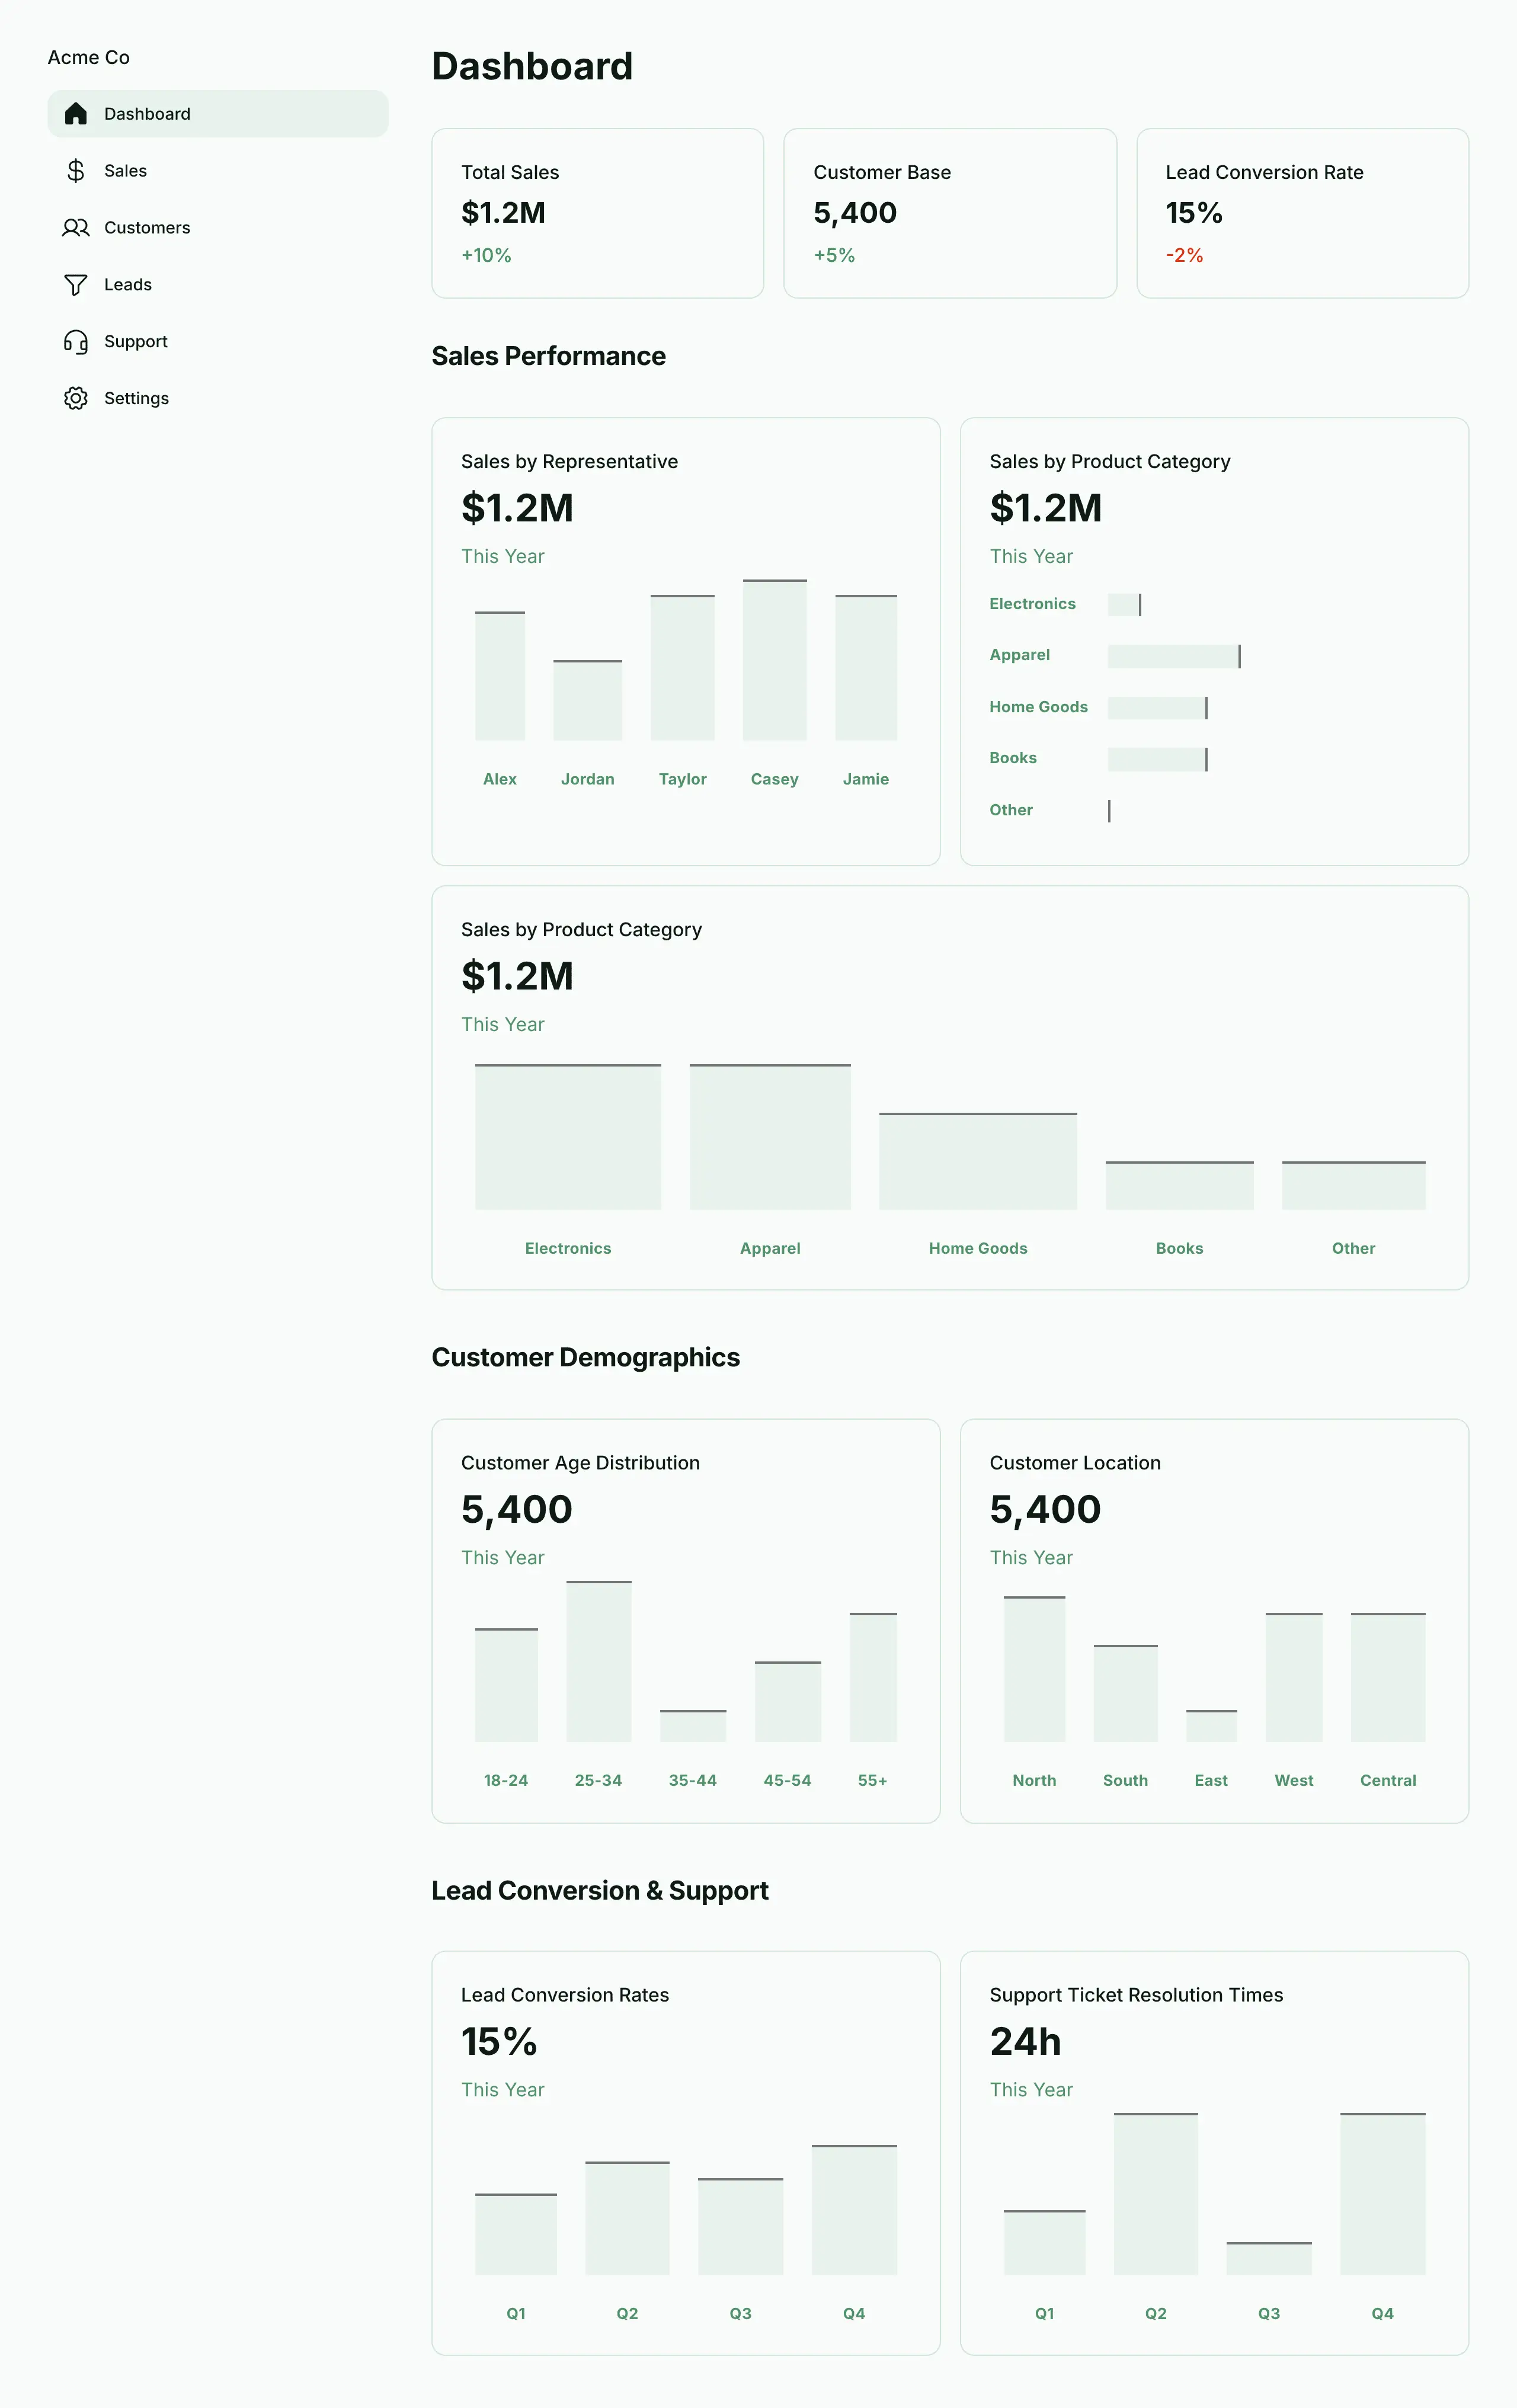 Acme Co
Dashboard
Sales
Customers
Leads
Support
Settings
Dashboard
Total Sales
$1.2M
+10%
Customer Base
5,400
+5%
Lead Conversion Rate
15%
-2%
Sales Performance
Sales by Representative
$1.2M
This Year
Alex Jordan Taylor Casey Jamie
Sales by Product Category
$1.2M
This Year
Electronics
Apparel
Home Goods
Books
Other
Sales by Product Category
$1.2M
This Year
Electronics Apparel Home Goods Books Other
Customer Demographics
Customer Age Distribution
5,400
This Year
18-24 25-34 35-44 45-54 55+
Customer Location
5,400
This Year
North South East West Central
Lead Conversion & Support
Lead Conversion Rates
15%
This Year
Q1 Q2 Q3 Q4
Support Ticket Resolution Times
24h
This Year
Q1 Q2 Q3 Q4